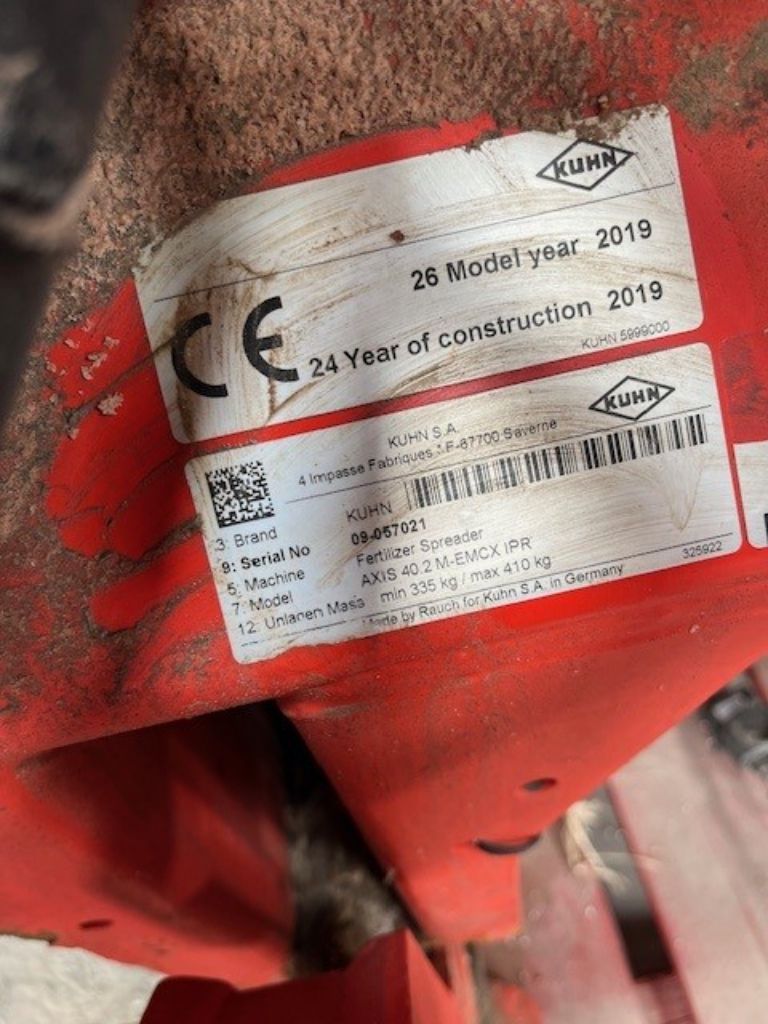 KUHN
26 Model year 2019
CE
24 Year of construction 2019
KUHN 5999000
KUHN
KUHN S.A.
4 Impasse Fabriques * F-67700 Saverne
3: Brand KUHN
9: Serial No 09-057021
5: Machine Fertilizer Spreader
7: Model AXIS 40.2 M-EMCX IPR
12: Unladen Mass min 335 kg / max 410 kg
Made by Rauch for Kuhn S.A. in Germany
325922